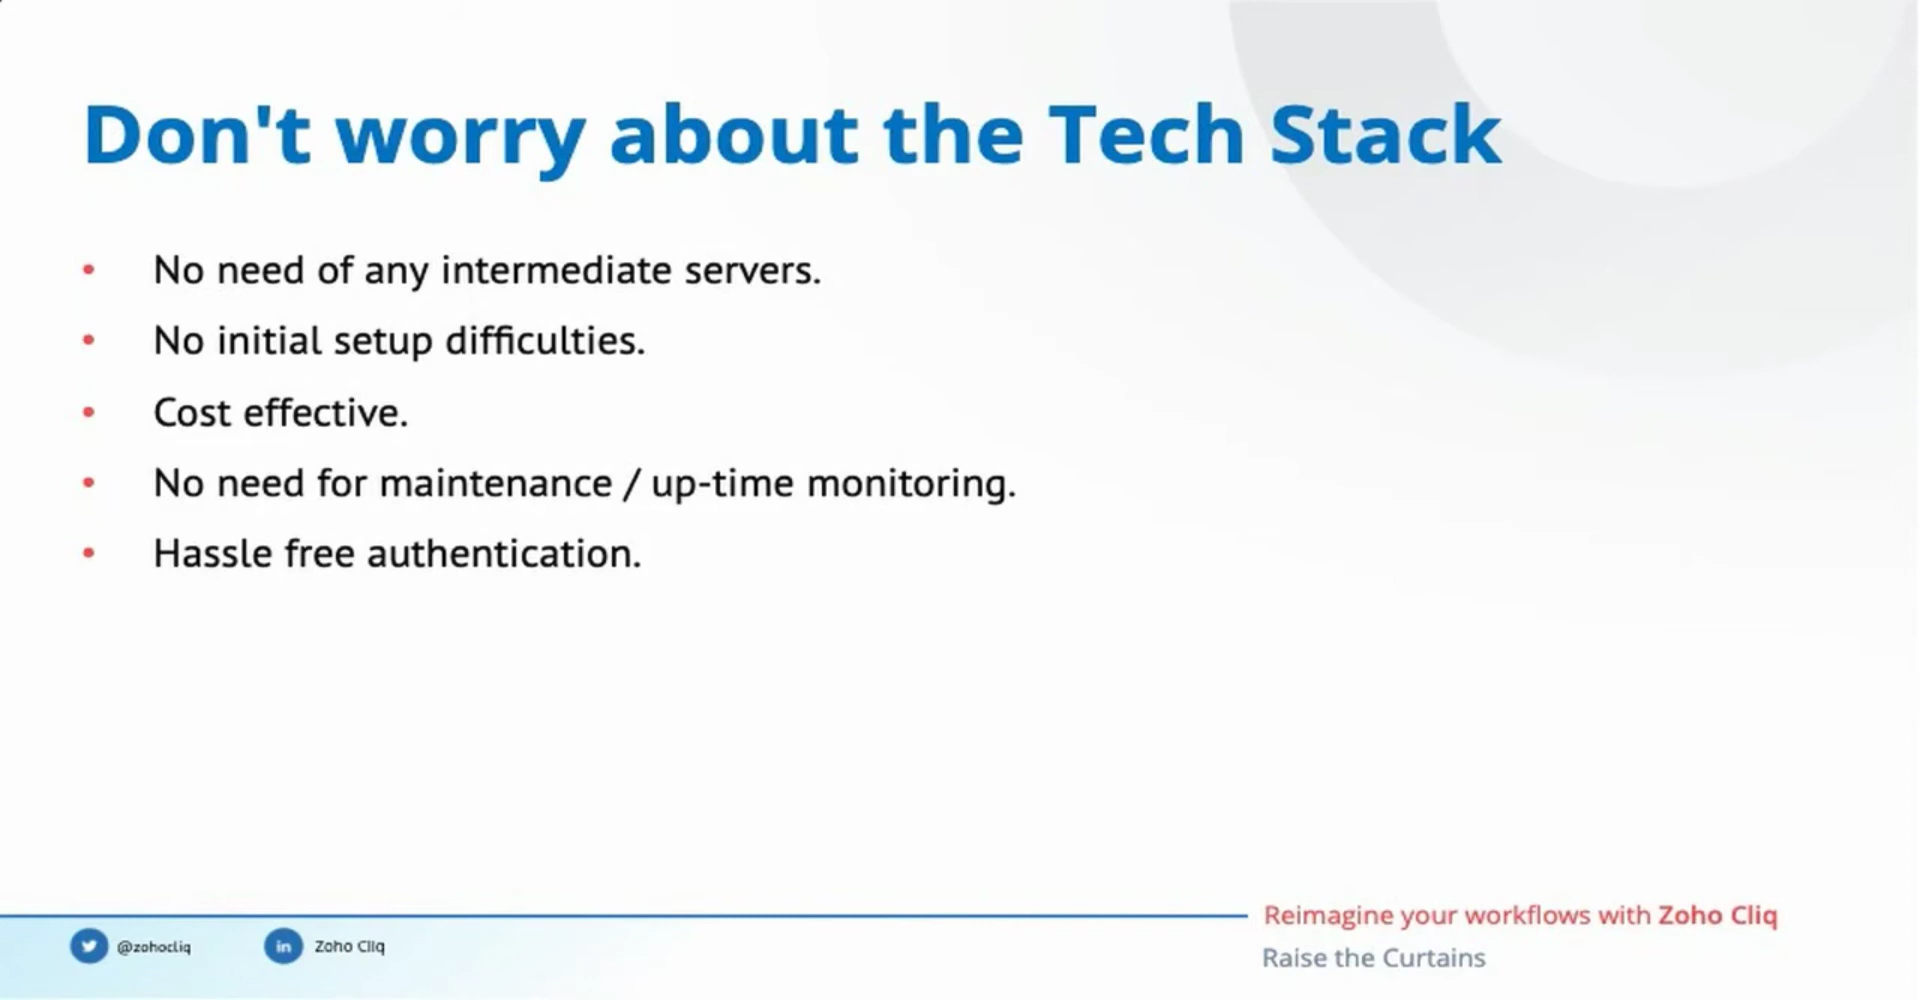 Don't worry about the Tech Stack
• No need of any intermediate servers.
• No initial setup difficulties.
• Cost effective.
• No need for maintenance / up-time monitoring.
• Hassle free authentication.
Reimagine your workflows with Zoho Cliq
@zohocliq
in Zoho Cliq
Raise the Curtains